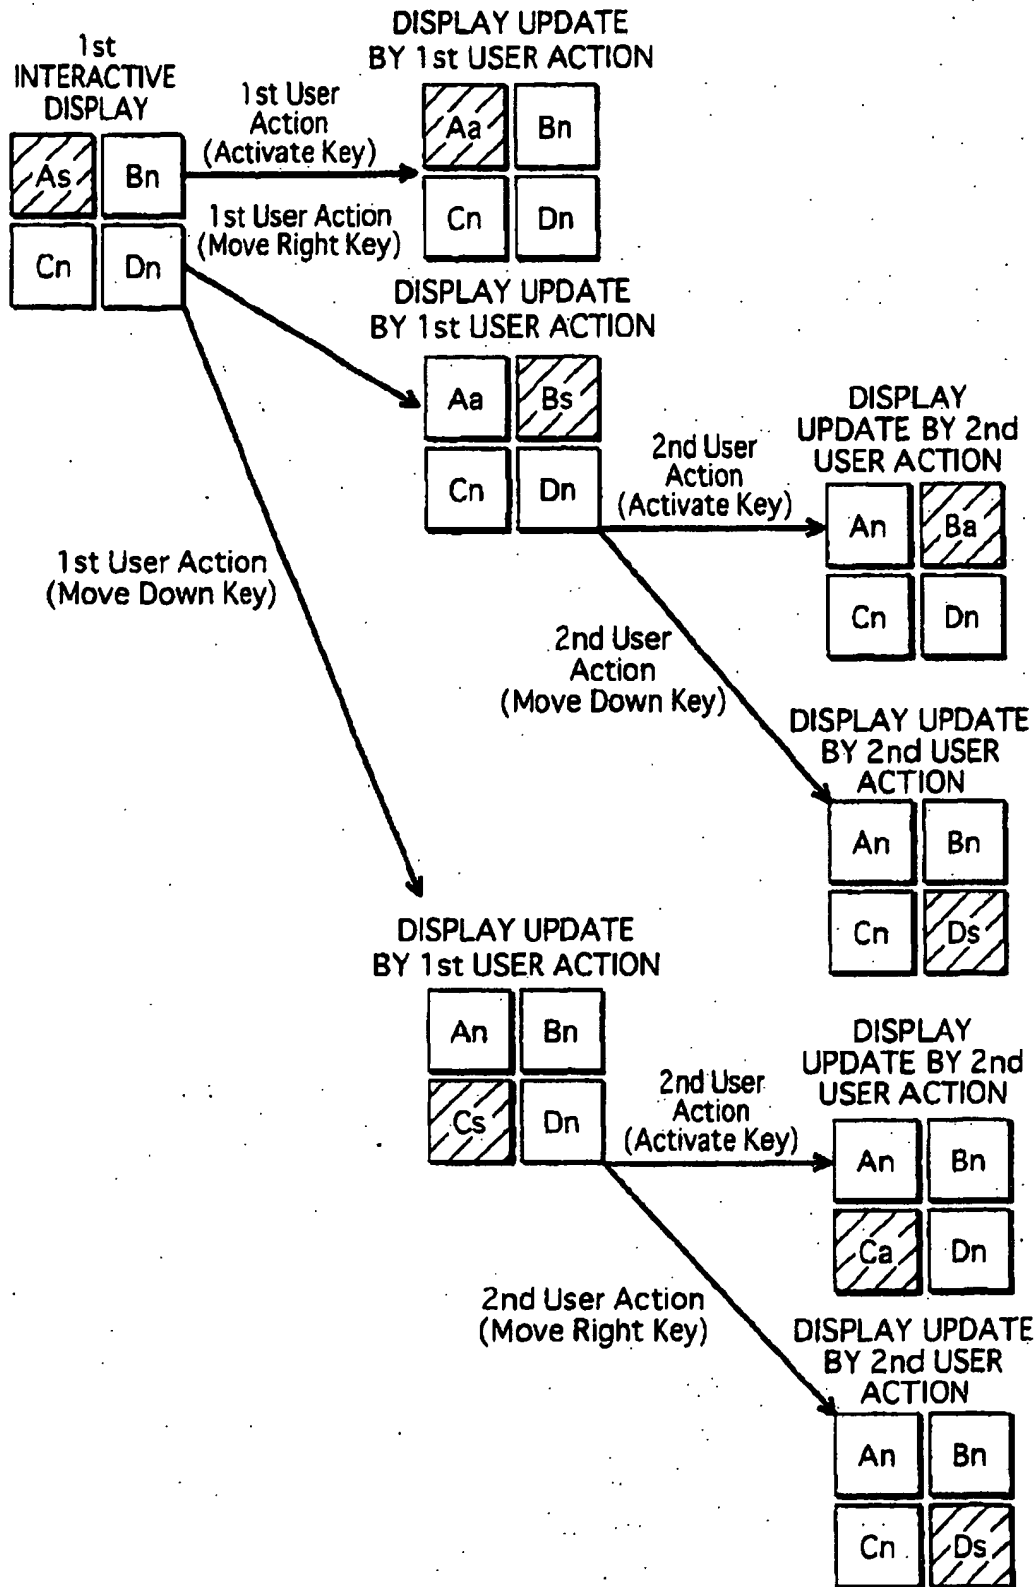 1st
INTERACTIVE
DISPLAY
As Bn
Cn Dn
1st User
Action
(Activate Key)
DISPLAY UPDATE
BY 1st USER ACTION
Aa Bn
Cn Dn
1st User Action
(Move Right Key)
DISPLAY UPDATE
BY 1st USER ACTION
Aa Bs
Cn Dn
2nd User
Action
(Activate Key)
DISPLAY
UPDATE BY 2nd
USER ACTION
An Ba
Cn Dn
2nd User
Action
(Move Down Key)
DISPLAY UPDATE
BY 2nd USER
ACTION
An Bn
Cn Ds
1st User Action
(Move Down Key)
DISPLAY UPDATE
BY 1st USER ACTION
An Bn
Cs Dn
2nd User
Action
(Activate Key)
DISPLAY
UPDATE BY 2nd
USER ACTION
An Bn
Ca Dn
2nd User Action
(Move Right Key)
DISPLAY UPDATE
BY 2nd USER
ACTION
An Bn
Cn Ds